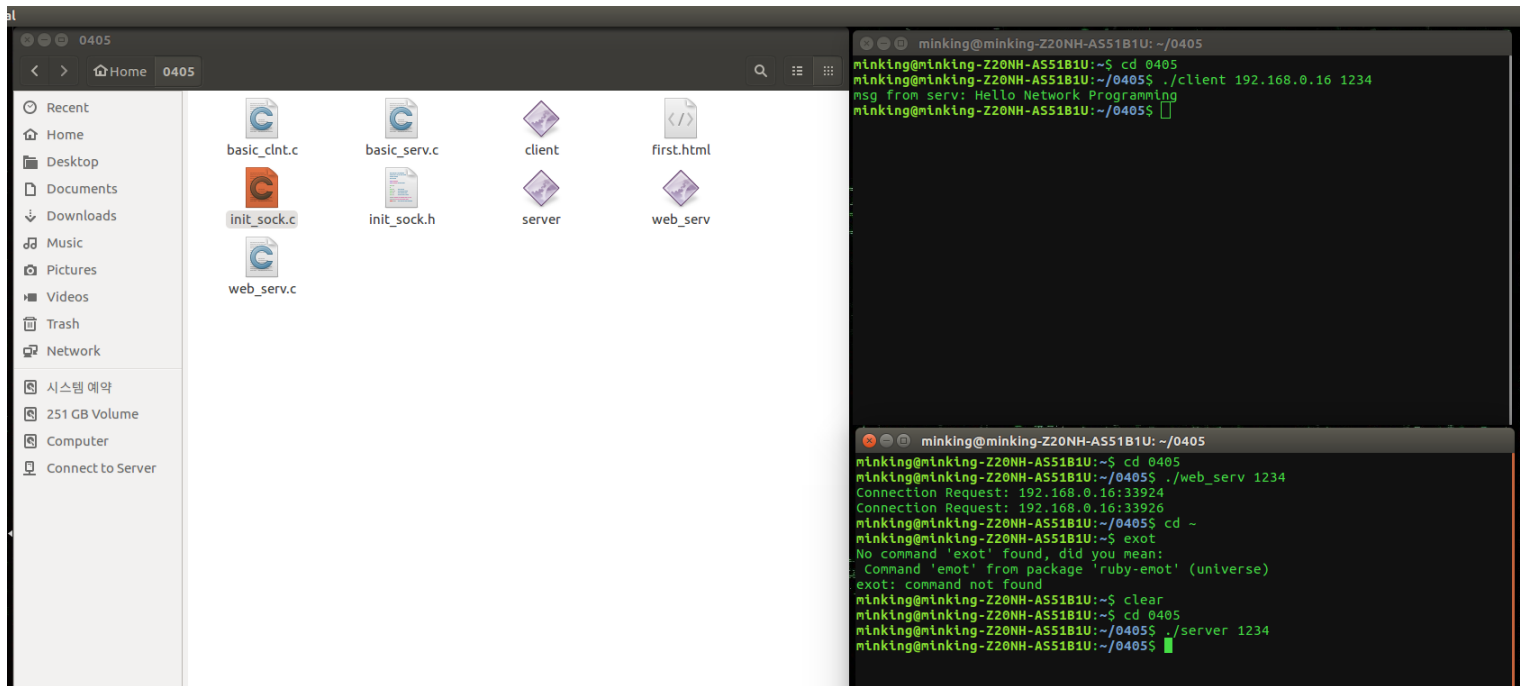 al
0405
Home 0405
Recent
Home
Desktop
Documents
Downloads
Music
Pictures
Videos
Trash
Network
시스템 예약
251 GB Volume
Computer
Connect to Server
basic_clnt.c basic_serv.c client first.html
init_sock.c init_sock.h server web_serv
web_serv.c
minking@minking-Z20NH-AS51B1U: ~/0405
minking@minking-Z20NH-AS51B1U:~$ cd 0405
minking@minking-Z20NH-AS51B1U:~/0405$ ./client 192.168.0.16 1234
msg from serv: Hello Network Programming
minking@minking-Z20NH-AS51B1U:~/0405$
minking@minking-Z20NH-AS51B1U: ~/0405
minking@minking-Z20NH-AS51B1U:~$ cd 0405
minking@minking-Z20NH-AS51B1U:~/0405$ ./web_serv 1234
Connection Request: 192.168.0.16:33924
Connection Request: 192.168.0.16:33926
minking@minking-Z20NH-AS51B1U:~/0405$ cd ~
minking@minking-Z20NH-AS51B1U:~$ exot
No command 'exot' found, did you mean:
Command 'emot' from package 'ruby-emot' (universe)
exot: command not found
minking@minking-Z20NH-AS51B1U:~$ clear
minking@minking-Z20NH-AS51B1U:~$ cd 0405
minking@minking-Z20NH-AS51B1U:~/0405$ ./server 1234
minking@minking-Z20NH-AS51B1U:~/0405$